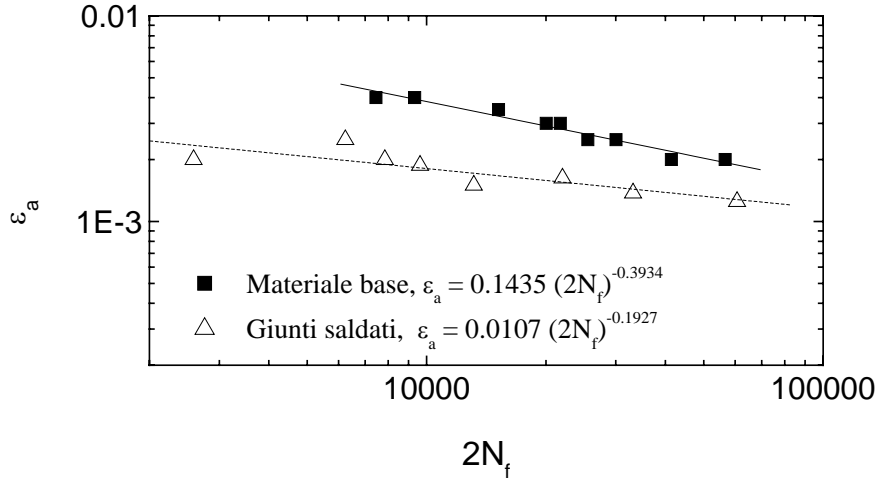 0.01
1E-3
ε_a
■ Materiale base, ε_a = 0.1435 (2N_f)^-0.3934
△ Giunti saldati, ε_a = 0.0107 (2N_f)^-0.1927
10000 100000
2N_f